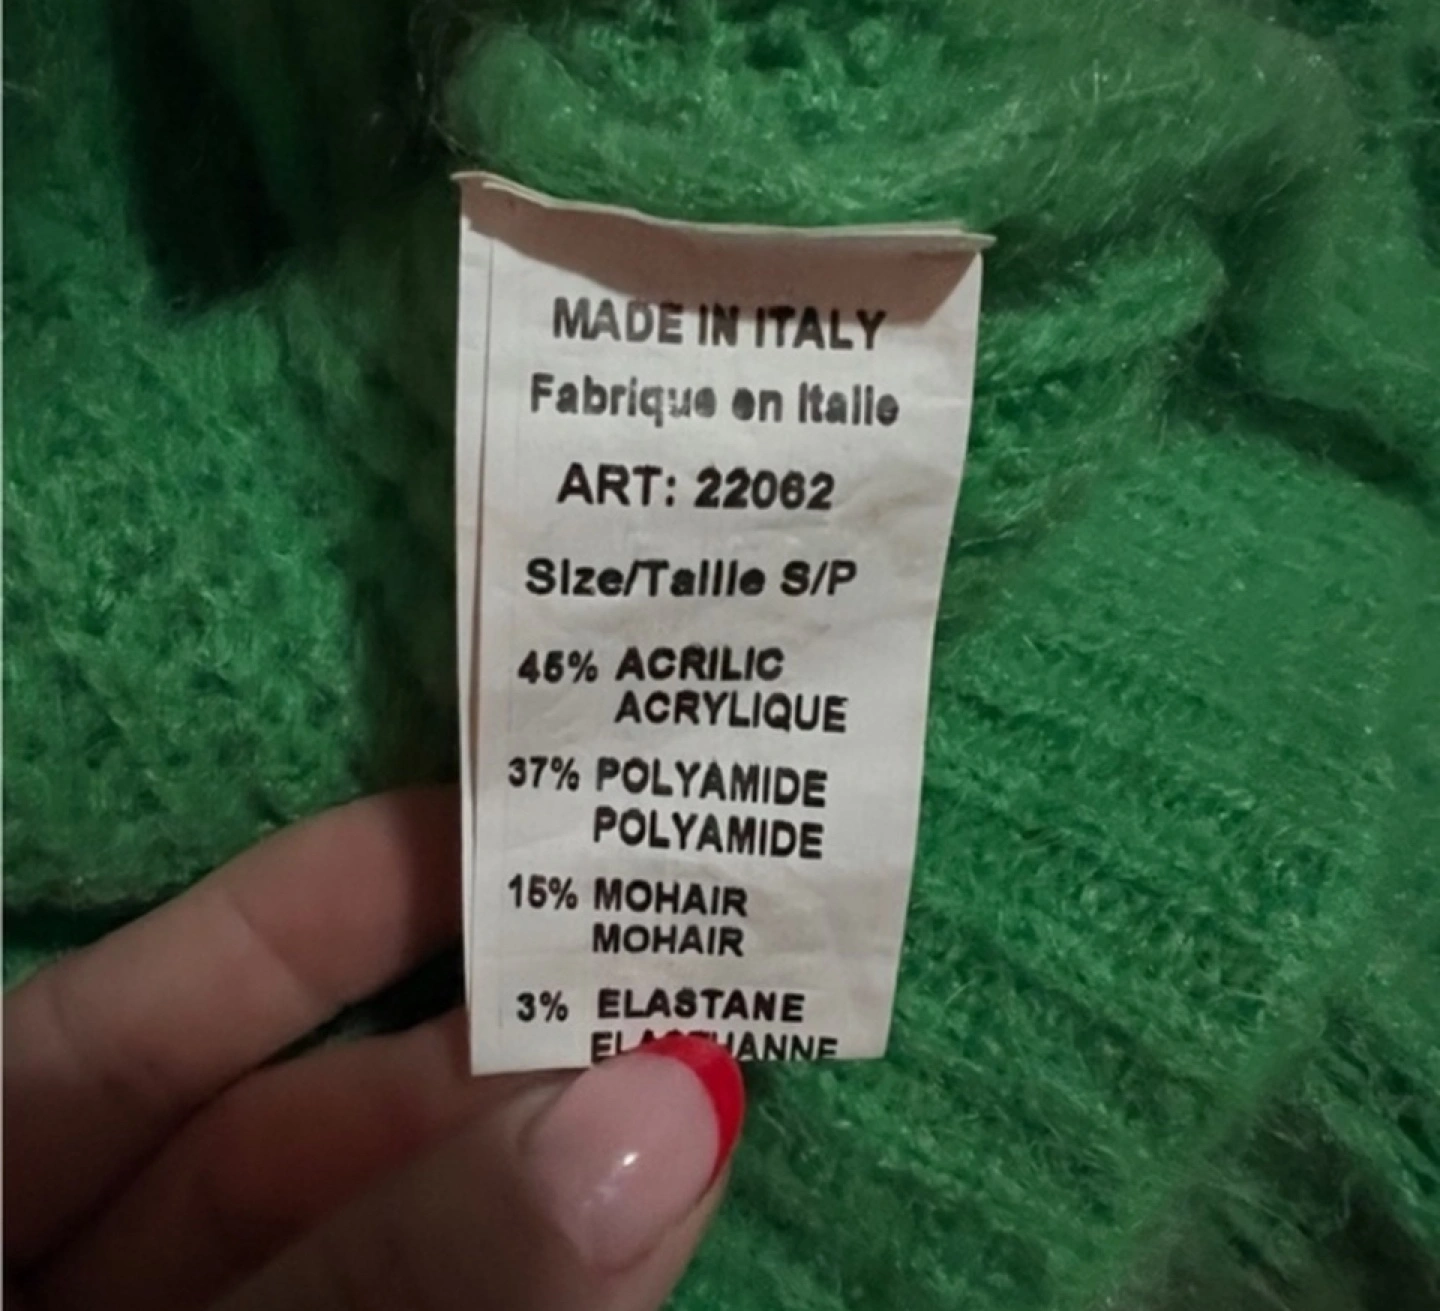 MADE IN ITALY
Fabrique en Italie
ART: 22062
Size/Taille S/P
45% ACRILIC
ACRYLIQUE
37% POLYAMIDE
POLYAMIDE
15% MOHAIR
MOHAIR
3% ELASTANE